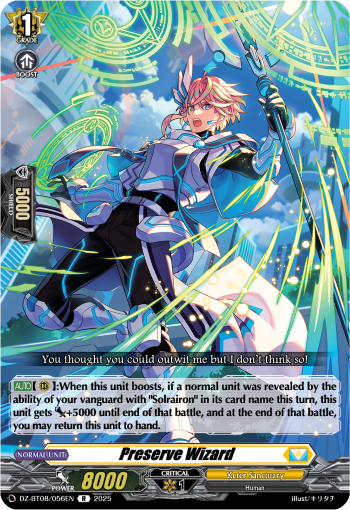 1
GRADE
BOOST
5000
SHIELD
You thought you could outwit me but I don't think so!
AUTO [RC]:When this unit boosts, if a normal unit was revealed by the
ability of your vanguard with "Solrairon" in its card name this turn, this
unit gets +5000 until end of that battle, and at the end of that battle,
you may return this unit to hand.
NORMAL UNIT
Preserve Wizard
POWER 8000
CRITICAL
1
Keter Sanctuary
Human
DZ-BT08/056EN R 2025
illust/キリタチ